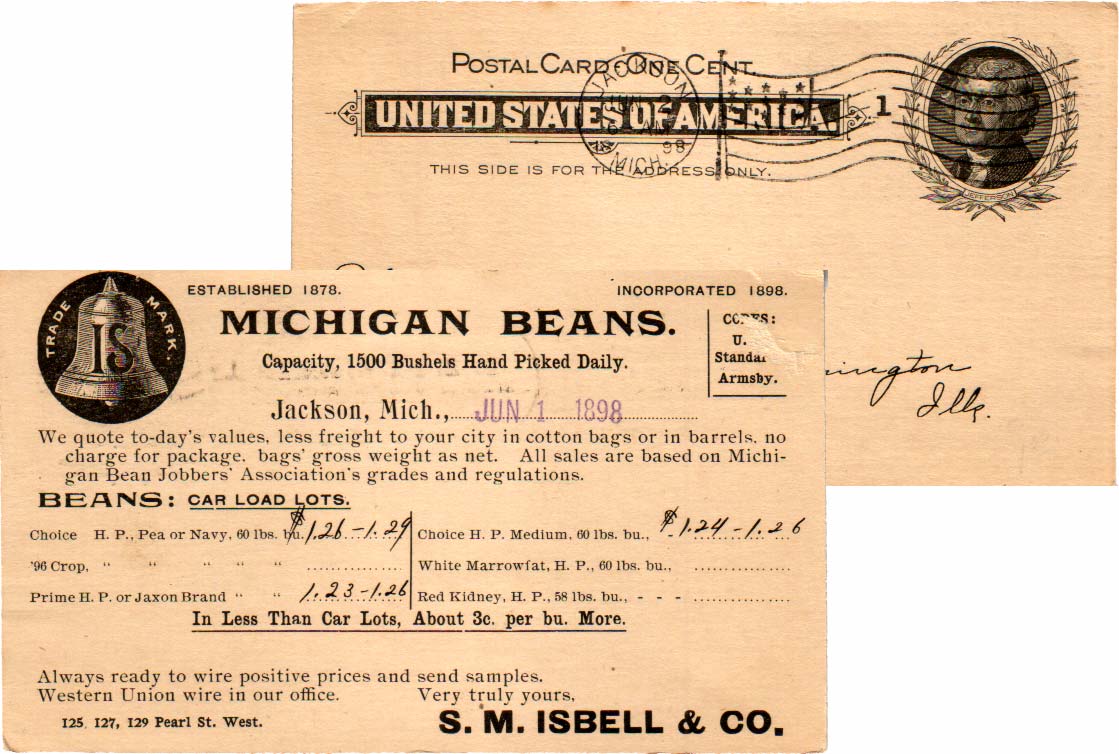 POSTAL CARD - ONE CENT.
UNITED STATES OF AMERICA.
1
THIS SIDE IS FOR THE ADDRESS ONLY.
JACKSON
JUN 2
98
MICH.
JEFFERSON
Ills.
TRADE MARK.
IS
ESTABLISHED 1878.
INCORPORATED 1898.
MICHIGAN BEANS.
Capacity, 1500 Bushels Hand Picked Daily.
U.
Armsby.
Jackson, Mich., JUN 1 1898
We quote to-day's values, less freight to your city in cotton bags or in barrels, no
charge for package, bags' gross weight as net. All sales are based on Michi-
gan Bean Jobbers' Association's grades and regulations.
BEANS: CAR LOAD LOTS.
Choice H. P., Pea or Navy, 60 lbs. bu. $1.26-1.29
'96 Crop, " " " " "
Prime H. P. or Jaxon Brand " " 1.23-1.26
Choice H. P. Medium, 60 lbs. bu., $1.24-1.26
White Marrowfat, H. P., 60 lbs. bu.,
Red Kidney, H. P., 58 lbs. bu., - - -
In Less Than Car Lots, About 3c. per bu. More.
Always ready to wire positive prices and send samples.
Western Union wire in our office. Very truly yours,
125, 127, 129 Pearl St. West. S. M. ISBELL & CO.